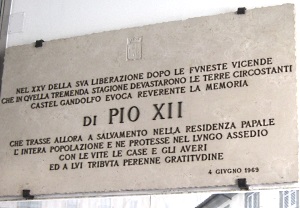 NEL XXV DELLA SVA LIBERAZIONE DOPO LE FVNESTE VICENDE
CHE IN QVELLA TREMENDA STAGIONE DEVASTARONO LE TERRE CIRCOSTANTI
CASTEL GANDOLFO EVOCA REVERENTE LA MEMORIA
DI PIO XII
CHE TRASSE ALLORA A SALVAMENTO NELLA RESIDENZA PAPALE
L'INTERA POPOLAZIONE E NE PROTESSE NEL LVNGO ASSEDIO
CON LE VITE LE CASE E GLI AVERI
ED A LVI TRIBVTA PERENNE GRATITVDINE
4 GIVGNO 1969